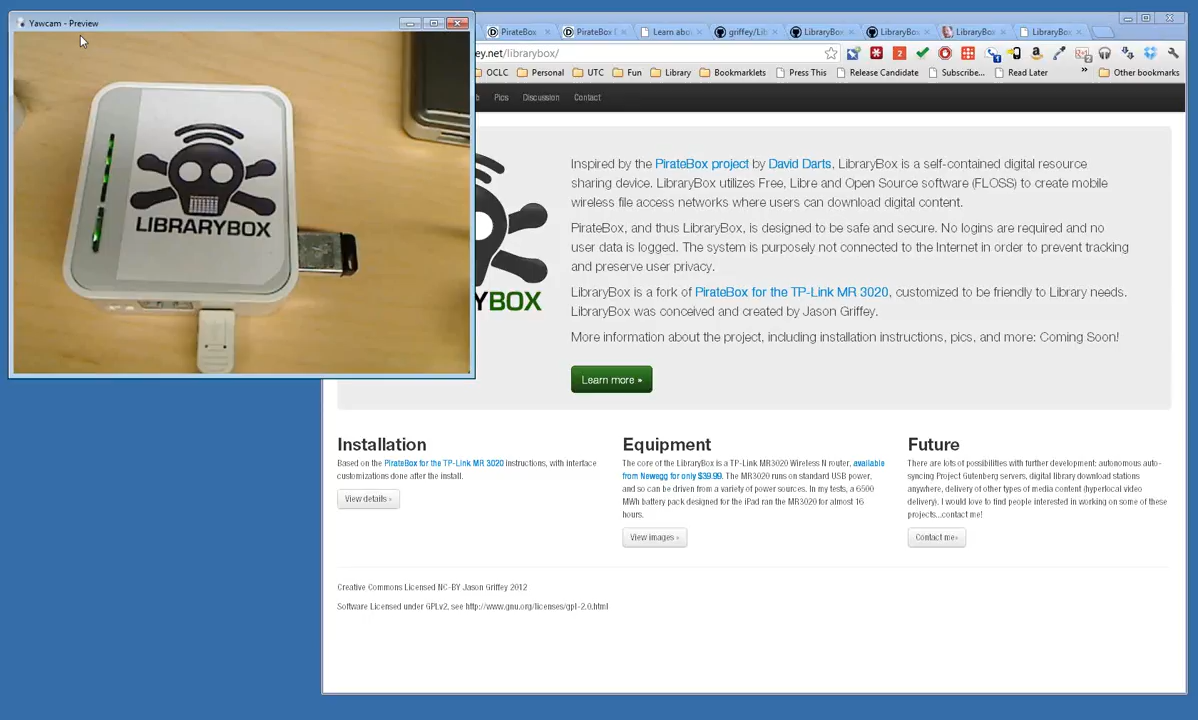 Yawcam - Preview
LIBRARYBOX
PirateBox
PirateBox
Learn abou
griffey/Lib
LibraryBox
LibraryBox
LibraryBox
LibraryBox
ey.net/librarybox/
2
OCLC
Personal
UTC
Fun
Library
Bookmarklets
Press This
Release Candidate
Subscribe...
Read Later
»
Other bookmarks
Pics
Discussion
Contact
Inspired by the PirateBox project by David Darts, LibraryBox is a self-contained digital resource
sharing device. LibraryBox utilizes Free, Libre and Open Source software (FLOSS) to create mobile
wireless file access networks where users can download digital content.
PirateBox, and thus LibraryBox, is designed to be safe and secure. No logins are required and no
user data is logged. The system is purposely not connected to the Internet in order to prevent tracking
and preserve user privacy.
LibraryBox is a fork of PirateBox for the TP-Link MR 3020, customized to be friendly to Library needs.
LibraryBox was conceived and created by Jason Griffey.
More information about the project, including installation instructions, pics, and more: Coming Soon!
RYBOX
Learn more »
Installation
Based on the PirateBox for the TP-Link MR 3020 instructions, with interface
customizations done after the install.
View details »
Equipment
The core of the LibraryBox is a TP-Link MR3020 Wireless N router, available
from Newegg for only $39.99. The MR3020 runs on standard USB power,
and so can be driven from a variety of power sources. In my tests, a 6500
MWh battery pack designed for the iPad ran the MR3020 for almost 16
hours.
View images »
Future
There are lots of possibilities with further development: autonomous auto-
syncing Project Gutenberg servers, digital library download stations
anywhere, delivery of other types of media content (hyperlocal video
delivery). I would love to find people interested in working on some of these
projects...contact me!
Contact me»
Creative Commons Licensed NC-BY Jason Griffey 2012
Software Licensed under GPLv2, see http://www.gnu.org/licenses/gpl-2.0.html